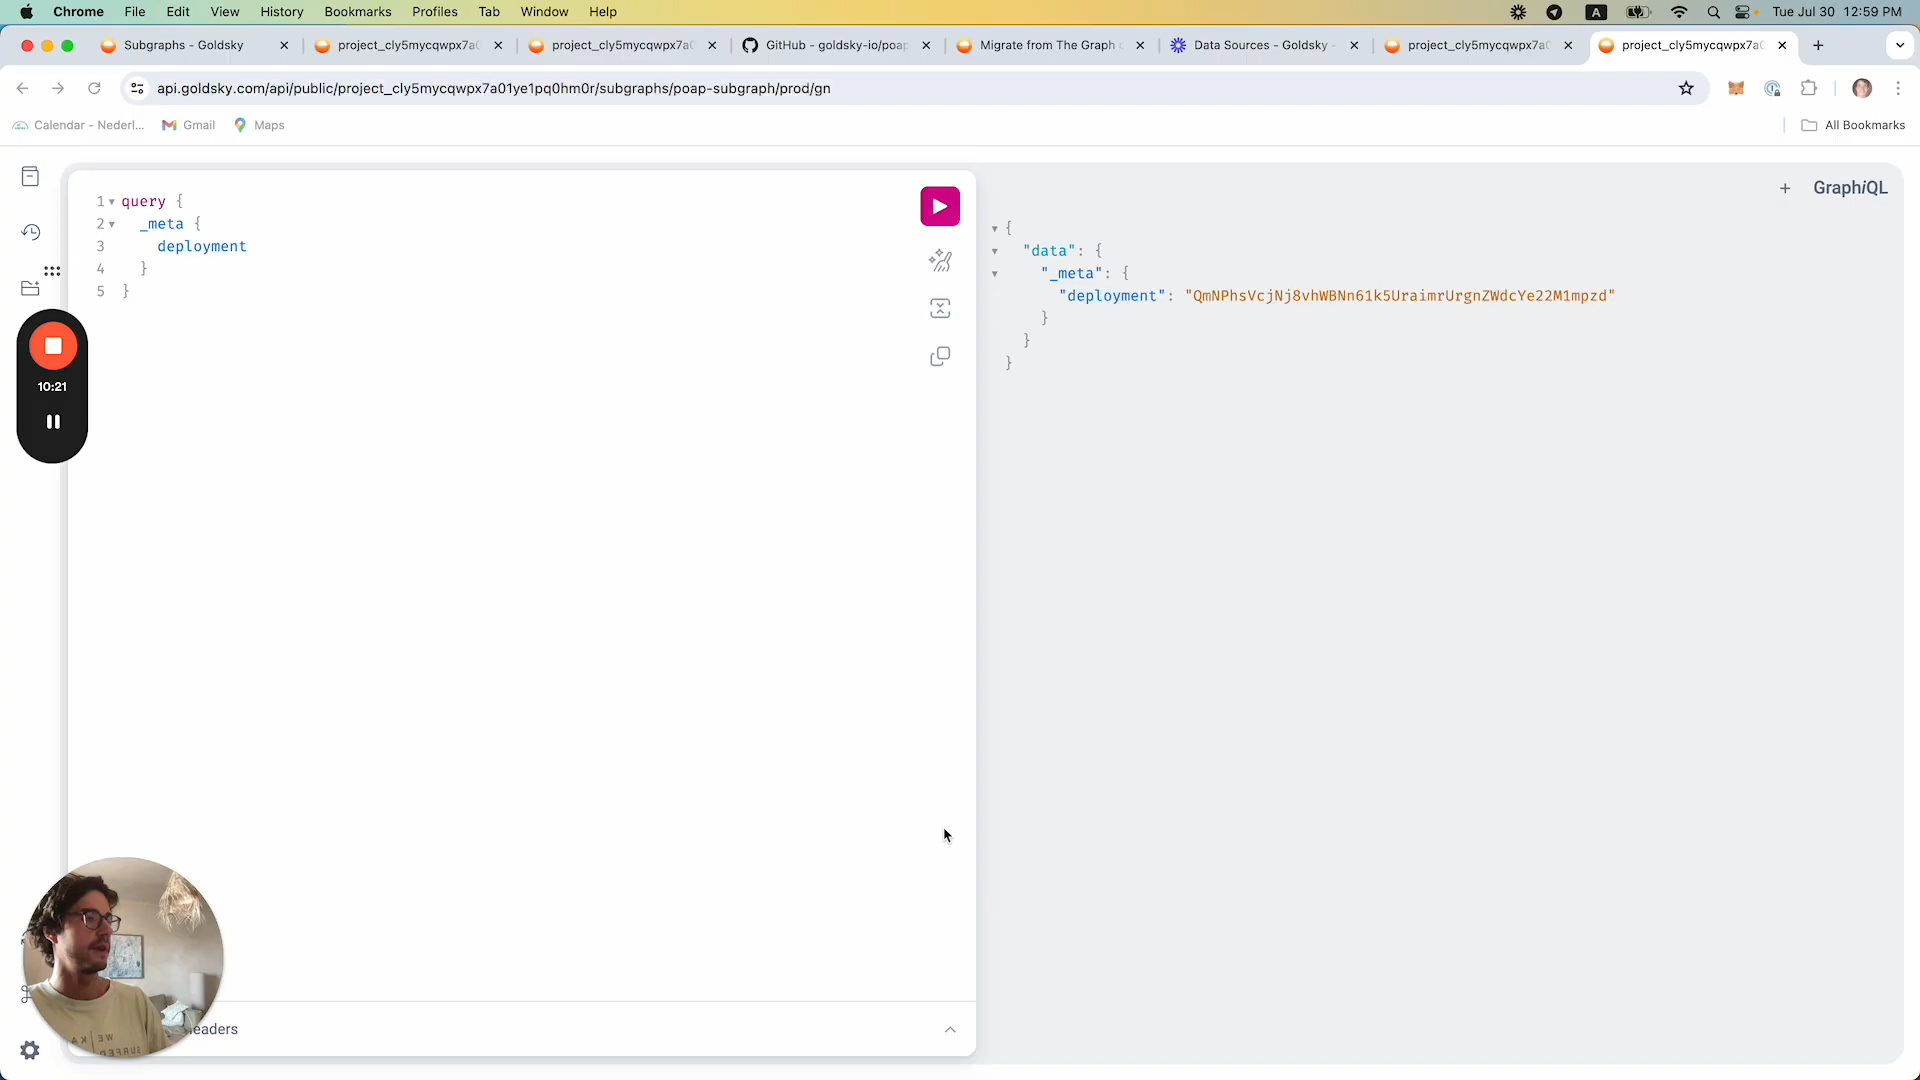 Chrome File Edit View History Bookmarks Profiles Tab Window Help
A Tue Jul 30 12:59 PM
Subgraphs - Goldsky
project_cly5mycqwpx7a0
project_cly5mycqwpx7a0
GitHub - goldsky-io/poap
Migrate from The Graph
Data Sources - Goldsky -
project_cly5mycqwpx7a0
project_cly5mycqwpx7a0
api.goldsky.com/api/public/project_cly5mycqwpx7a01ye1pq0hm0r/subgraphs/poap-subgraph/prod/gn
Calendar - Nederl... Gmail Maps All Bookmarks
1 query {
2 _meta {
3 deployment
4 }
5 }
GraphiQL
{
"data": {
"_meta": {
"deployment": "QmNPhsVcjNj8vhWBNn61k5UraimrUrgnZWdcYe22M1mpzd"
}
}
}
10:21
eaders